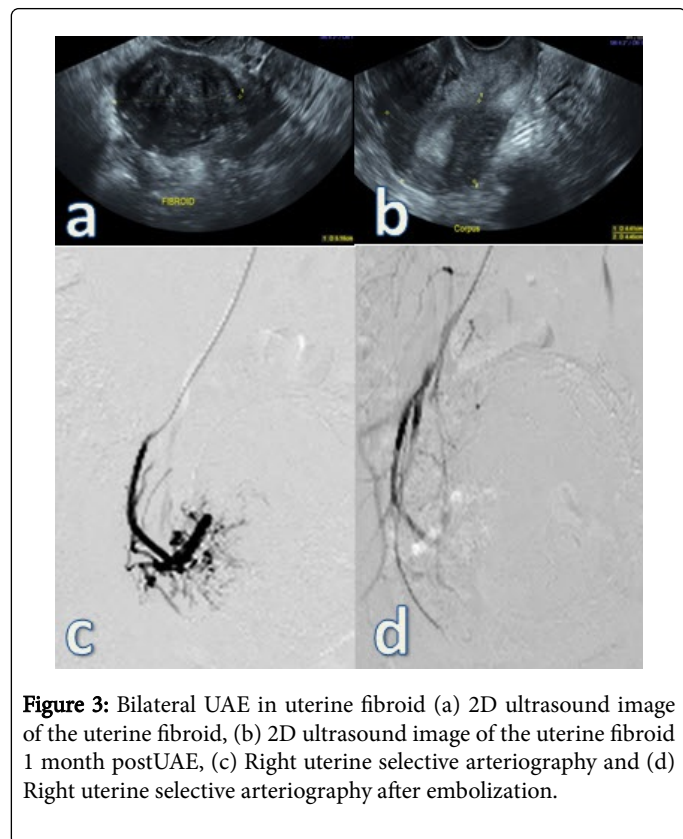 FIBROID
a
Corpus
b
c
d
Figure 3: Bilateral UAE in uterine fibroid (a) 2D ultrasound image
of the uterine fibroid, (b) 2D ultrasound image of the uterine fibroid
1 month postUAE, (c) Right uterine selective arteriography and (d)
Right uterine selective arteriography after embolization.